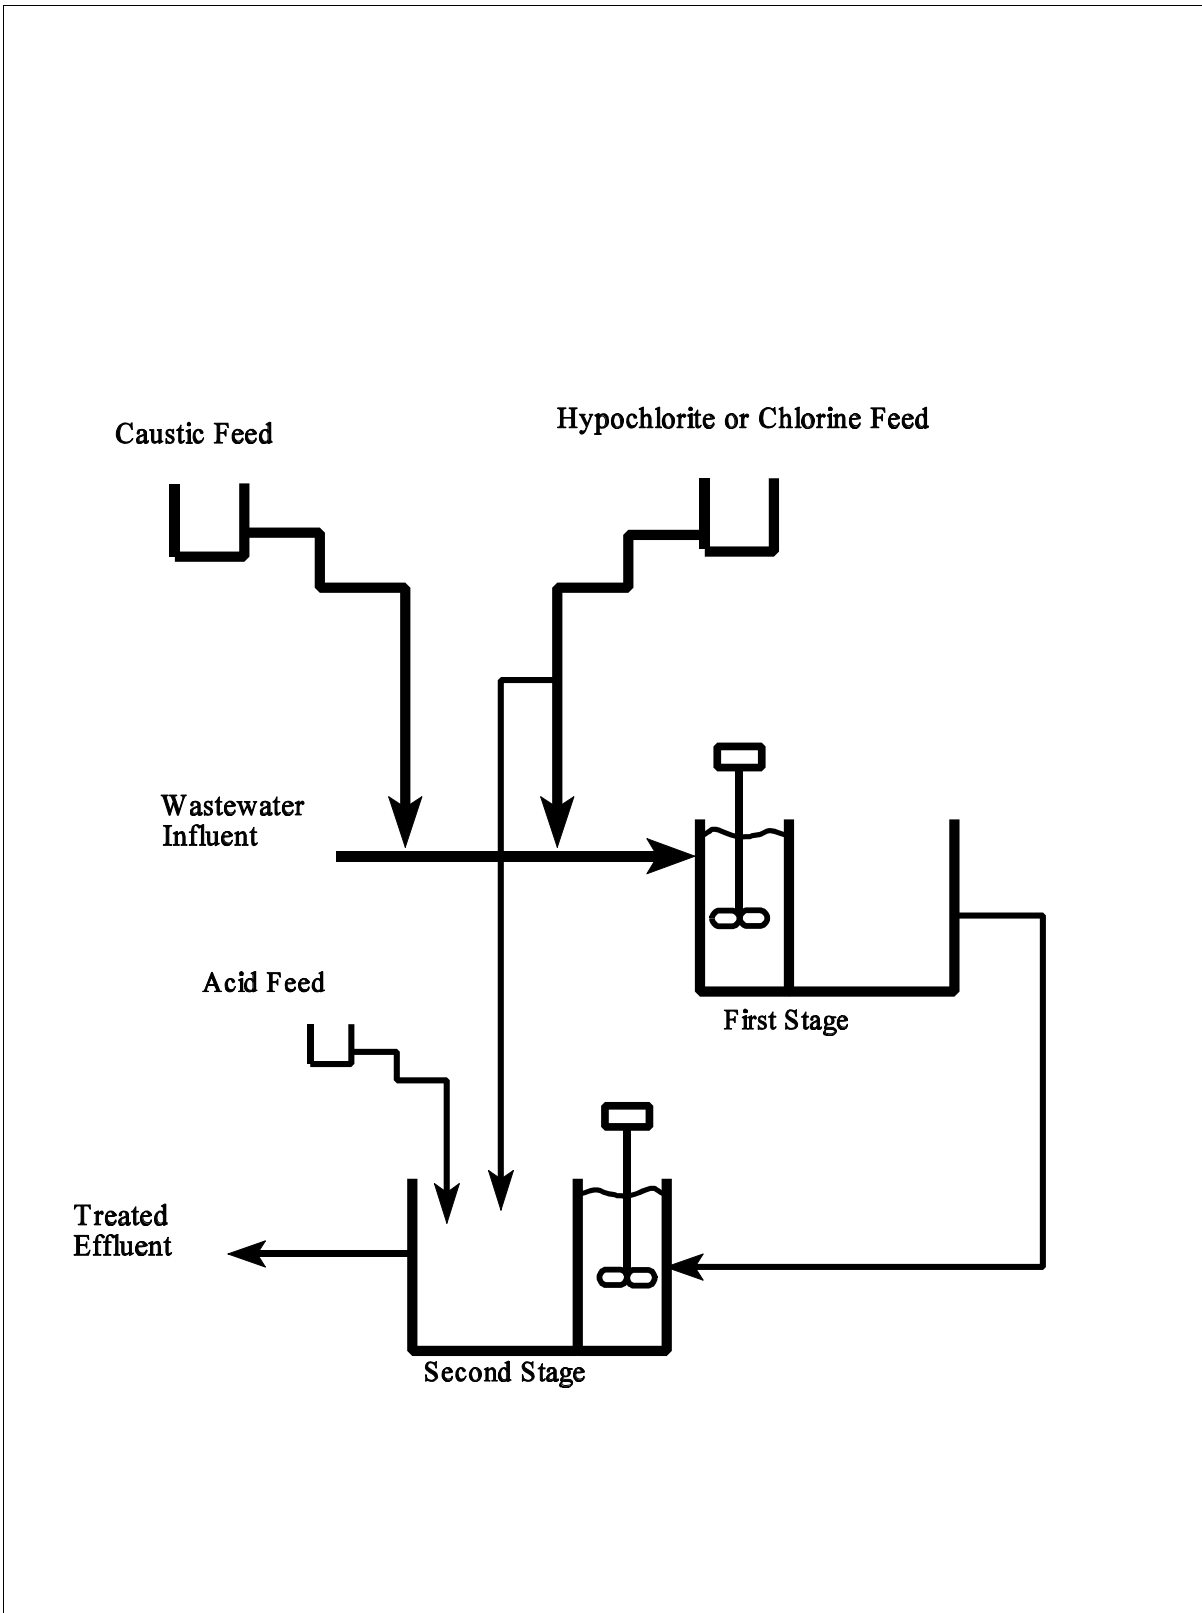 Caustic Feed
Hypochlorite or Chlorine Feed
Wastewater
Influent
Acid Feed
First Stage
Treated
Effluent
Second Stage